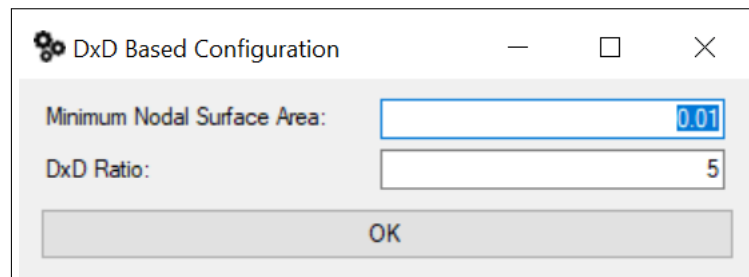 DxD Based Configuration
Minimum Nodal Surface Area: 0.01
DxD Ratio: 5
OK